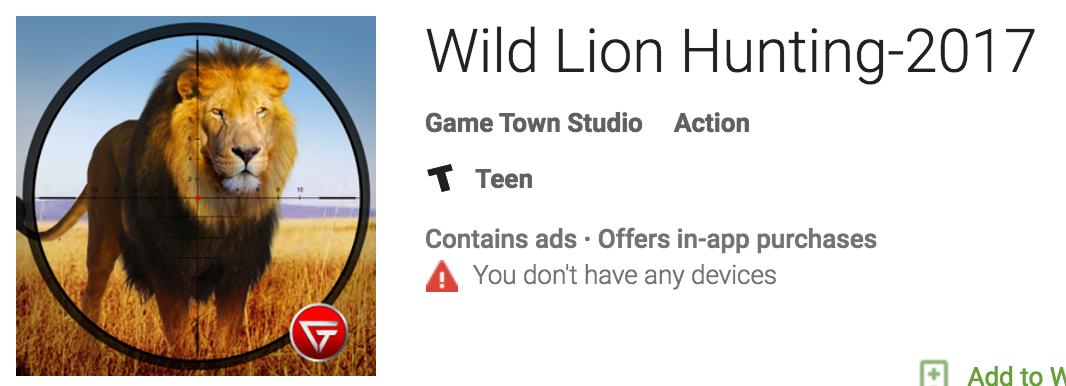 Wild Lion Hunting-2017
Game Town Studio Action
T Teen
Contains ads · Offers in-app purchases
You don't have any devices
Add to W